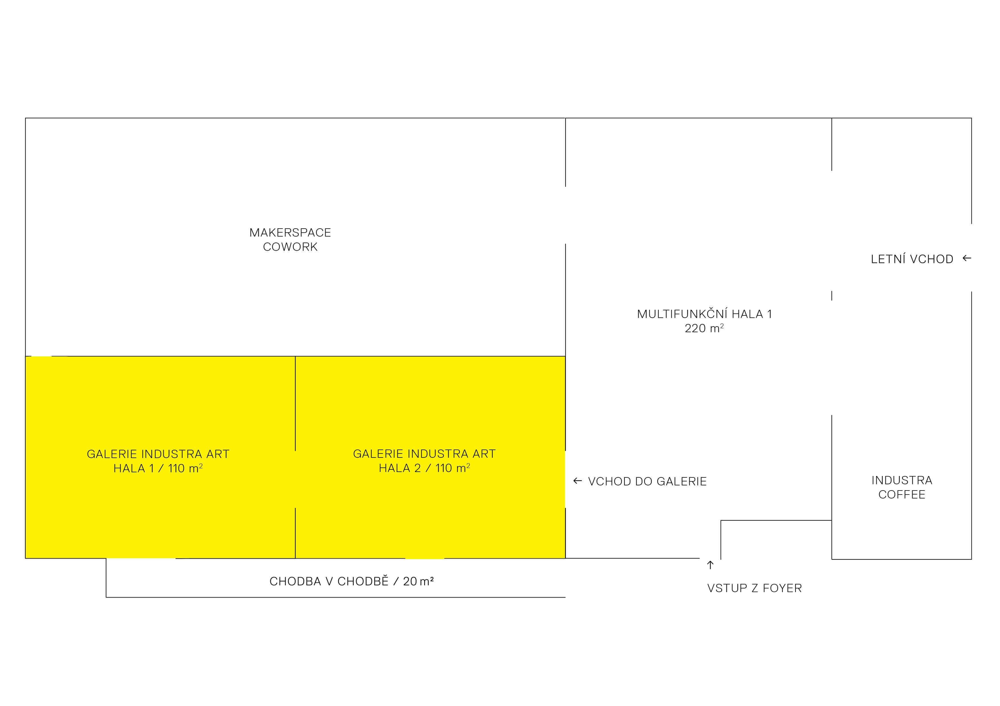 MAKERSPACE
COWORK
LETNÍ VCHOD ←
MULTIFUNKČNÍ HALA 1
220 m²
GALERIE INDUSTRA ART
HALA 1 / 110 m²
GALERIE INDUSTRA ART
HALA 2 / 110 m²
← VCHOD DO GALERIE
INDUSTRA
COFFEE
CHODBA V CHODBĚ / 20 m²
↑
VSTUP Z FOYER